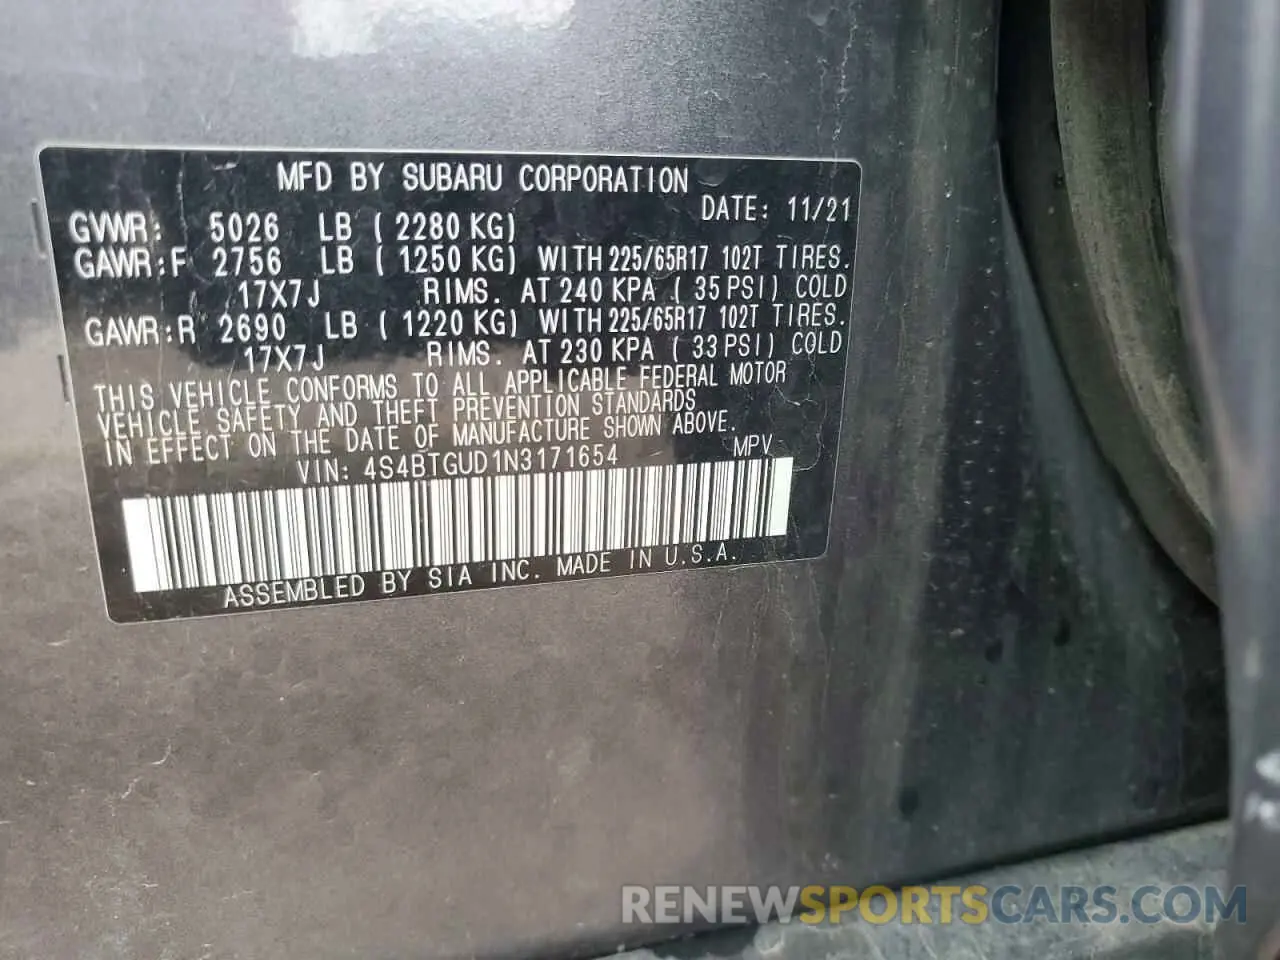 MFD BY SUBARU CORPORATION
DATE: 11/21
GVWR: 5026 LB ( 2280 KG)
GAWR:F 2756 LB ( 1250 KG) WITH 225/65R17 102T TIRES.
17X7J RIMS. AT 240 KPA ( 35 PSI) COLD
GAWR:R 2690 LB ( 1220 KG) WITH 225/65R17 102T TIRES.
17X7J RIMS. AT 230 KPA ( 33 PSI) COLD
THIS VEHICLE CONFORMS TO ALL APPLICABLE FEDERAL MOTOR
VEHICLE SAFETY AND THEFT PREVENTION STANDARDS
IN EFFECT ON THE DATE OF MANUFACTURE SHOWN ABOVE.
VIN: 4S4BTGUD1N3171654 MPV
ASSEMBLED BY SIA INC. MADE IN U.S.A.
RENEWSPORTSCARS.COM